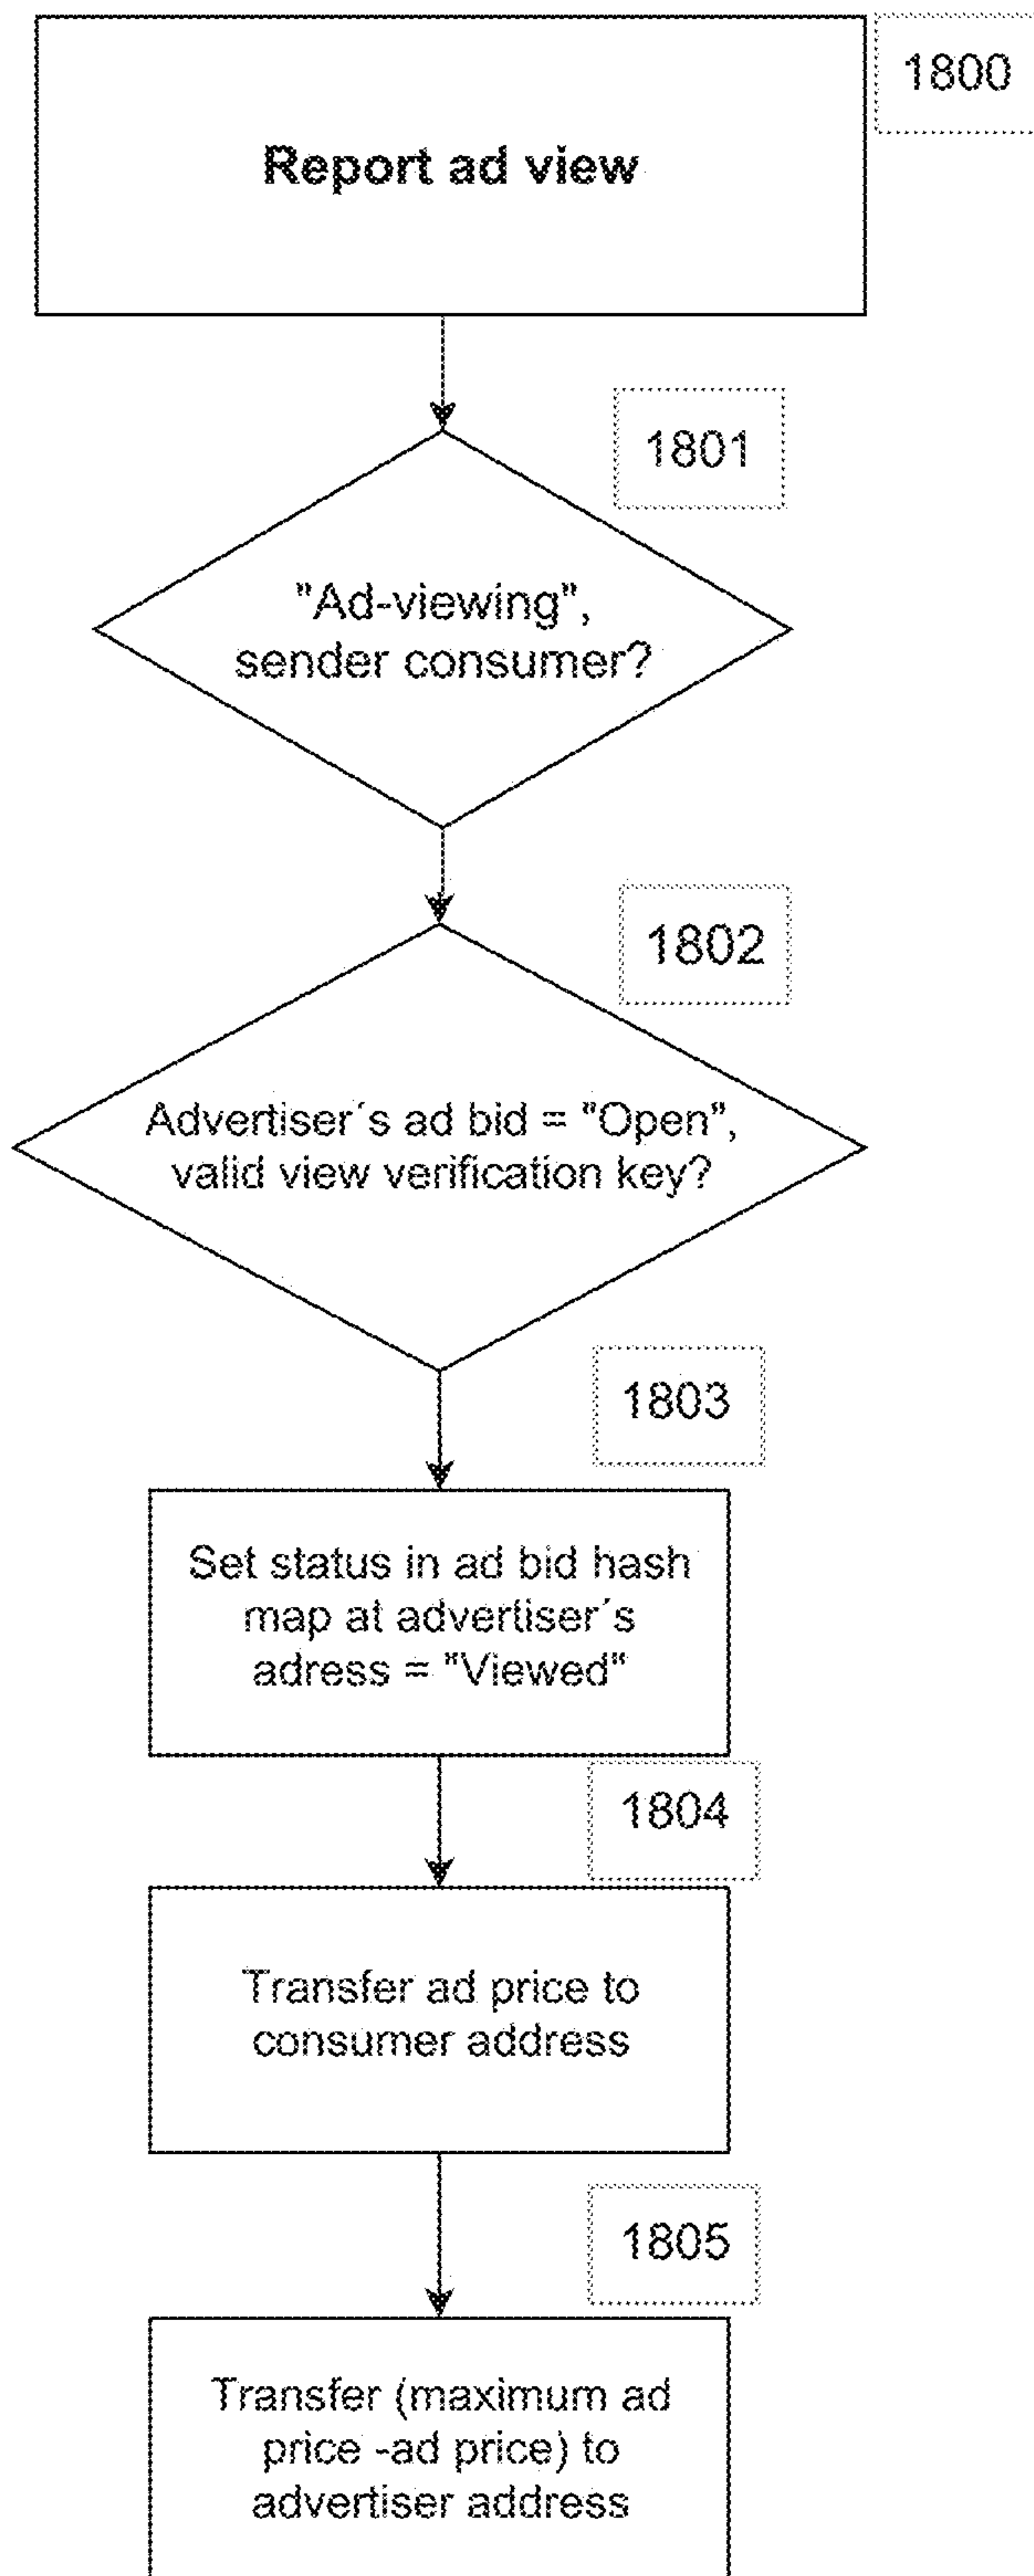 1800
Report ad view
1801
"Ad-viewing",
sender consumer?
1802
Advertiser´s ad bid = "Open",
valid view verification key?
1803
Set status in ad bid hash
map at advertiser´s
adress = "Viewed"
1804
Transfer ad price to
consumer address
1805
Transfer (maximum ad
price -ad price) to
advertiser address